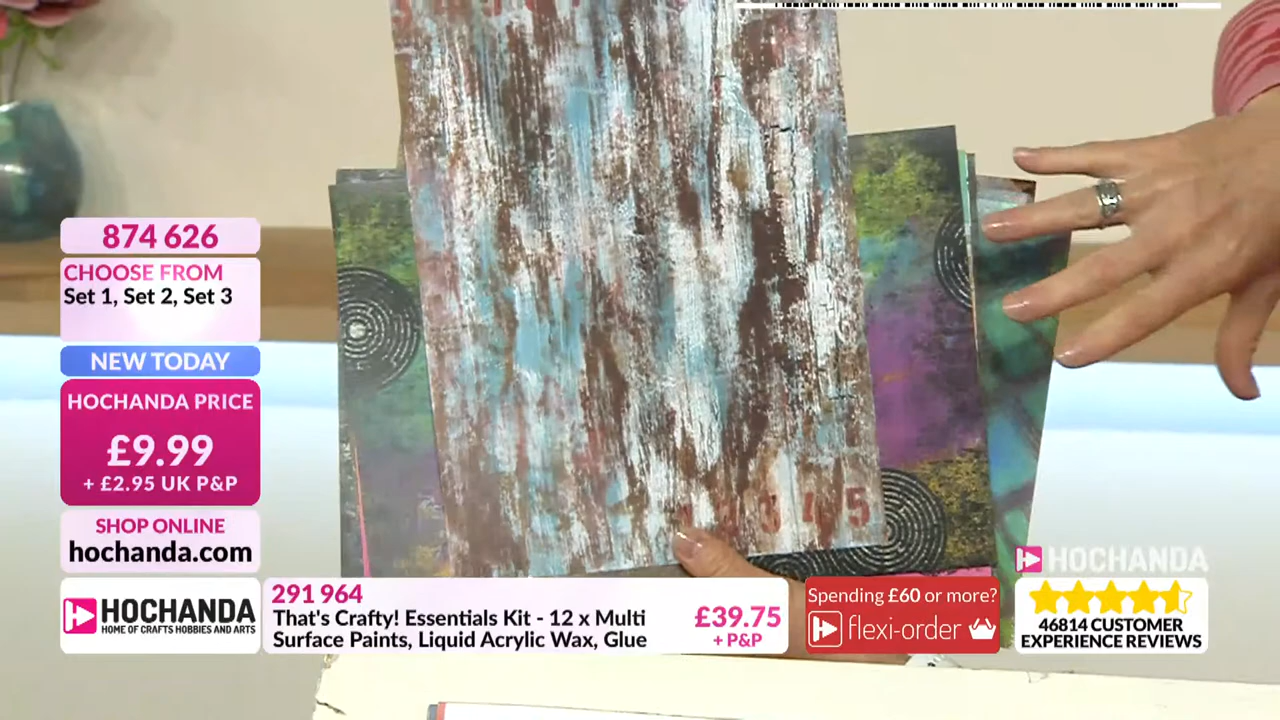 874 626
CHOOSE FROM
Set 1, Set 2, Set 3
NEW TODAY
HOCHANDA PRICE
£9.99
+ £2.95 UK P&P
SHOP ONLINE
hochanda.com
HOCHANDA
HOME OF CRAFTS HOBBIES AND ARTS
291 964
That's Crafty! Essentials Kit - 12 x Multi
Surface Paints, Liquid Acrylic Wax, Glue
£39.75
+ P&P
Spending £60 or more?
flexi-order
HOCHANDA
46814 CUSTOMER
EXPERIENCE REVIEWS
3 4 5